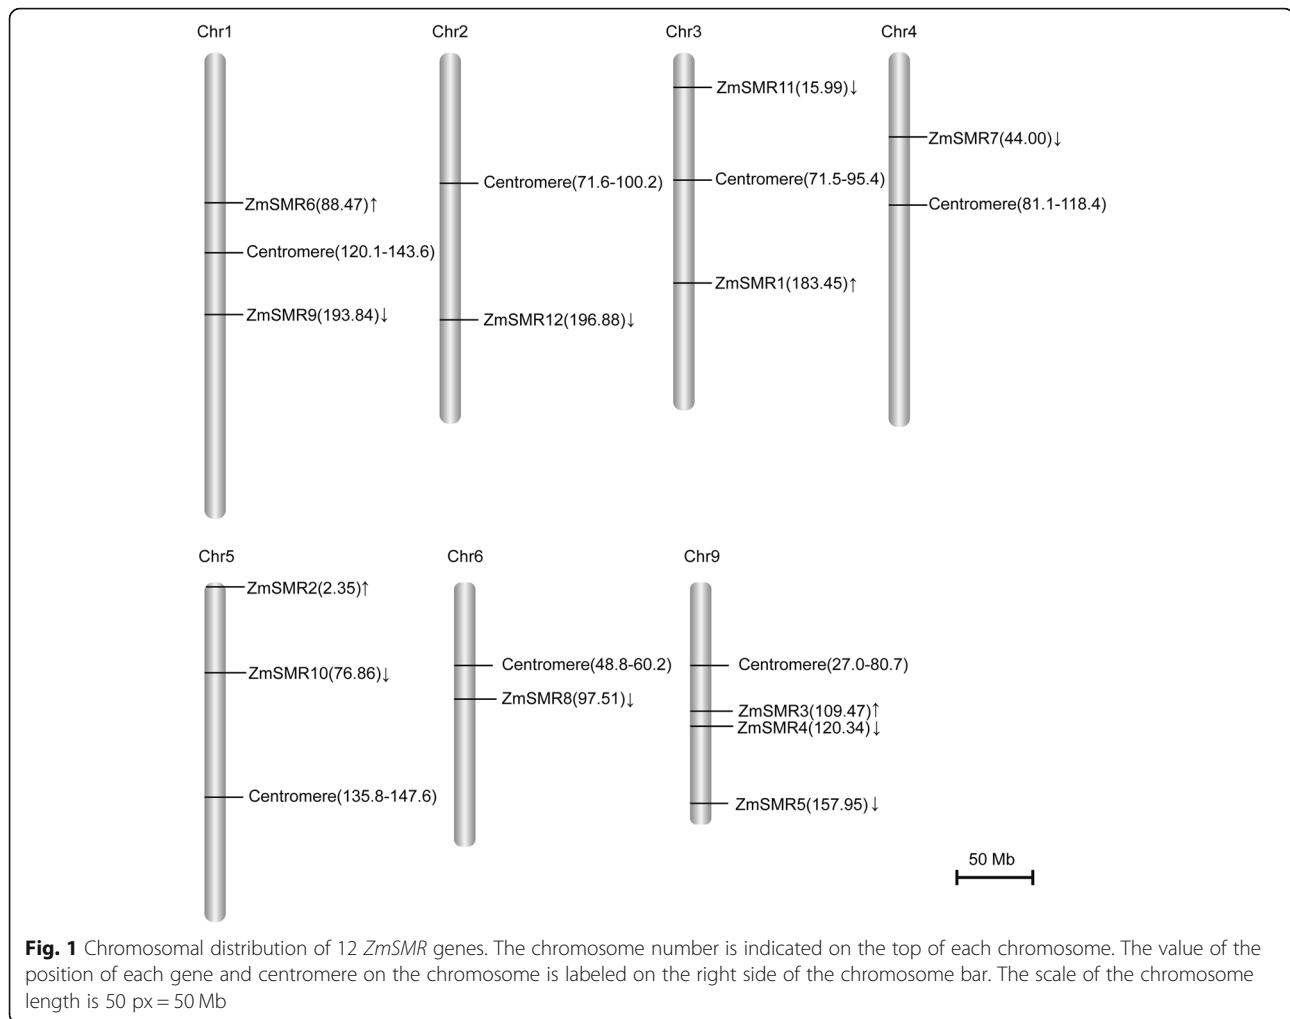 Chr1
Chr2
Chr3
Chr4
ZmSMR6(88.47)↑
Centromere(120.1-143.6)
ZmSMR9(193.84)↓
Centromere(71.6-100.2)
ZmSMR12(196.88)↓
ZmSMR11(15.99)↓
Centromere(71.5-95.4)
ZmSMR1(183.45)↑
ZmSMR7(44.00)↓
Centromere(81.1-118.4)
Chr5
Chr6
Chr9
ZmSMR2(2.35)↑
ZmSMR10(76.86)↓
Centromere(135.8-147.6)
Centromere(48.8-60.2)
ZmSMR8(97.51)↓
Centromere(27.0-80.7)
ZmSMR3(109.47)↑
ZmSMR4(120.34)↓
ZmSMR5(157.95)↓
50 Mb
Fig. 1 Chromosomal distribution of 12 ZmSMR genes. The chromosome number is indicated on the top of each chromosome. The value of the
position of each gene and centromere on the chromosome is labeled on the right side of the chromosome bar. The scale of the chromosome
length is 50 px = 50 Mb